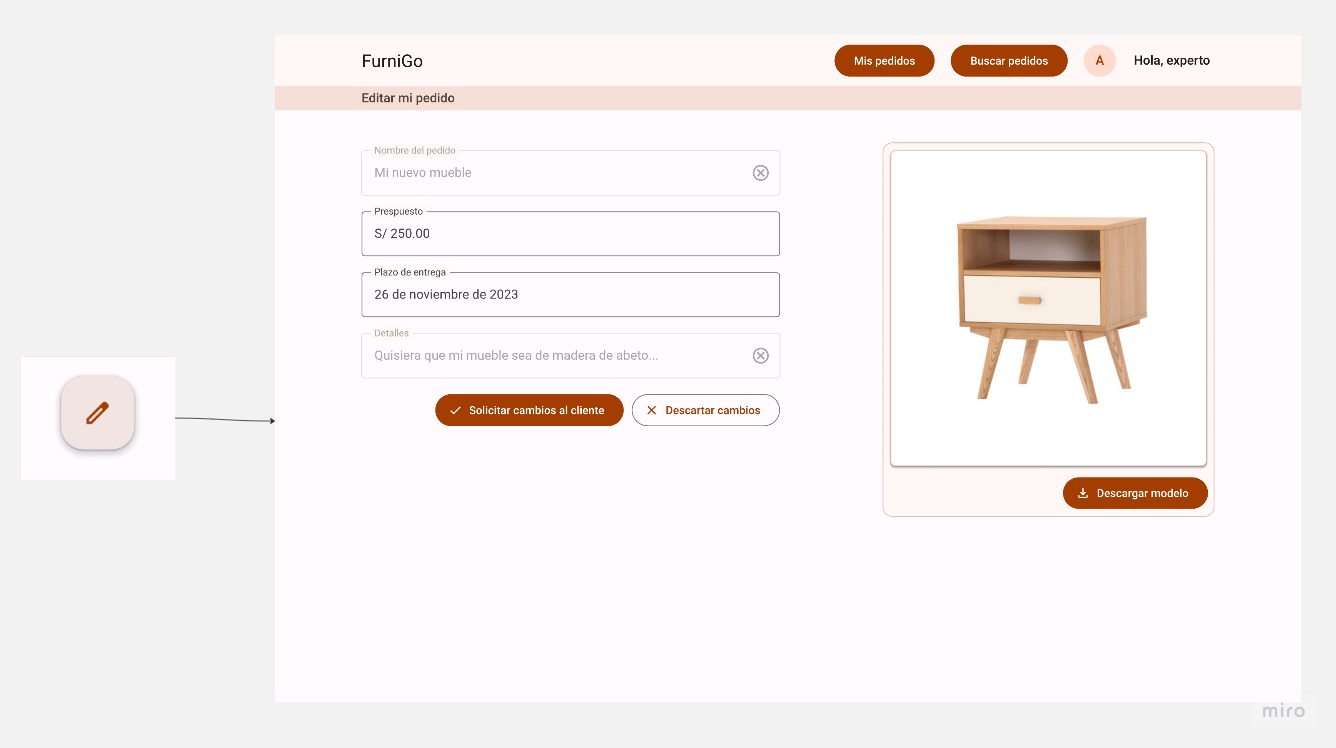 FurniGo
Mis pedidos
Buscar pedidos
A
Hola, experto
Editar mi pedido
Nombre del pedido
Mi nuevo mueble
Prespuesto
S/ 250.00
Plazo de entrega
26 de noviembre de 2023
Detalles
Quisiera que mi mueble sea de madera de abeto...
Solicitar cambios al cliente
Descartar cambios
Descargar modelo
miro